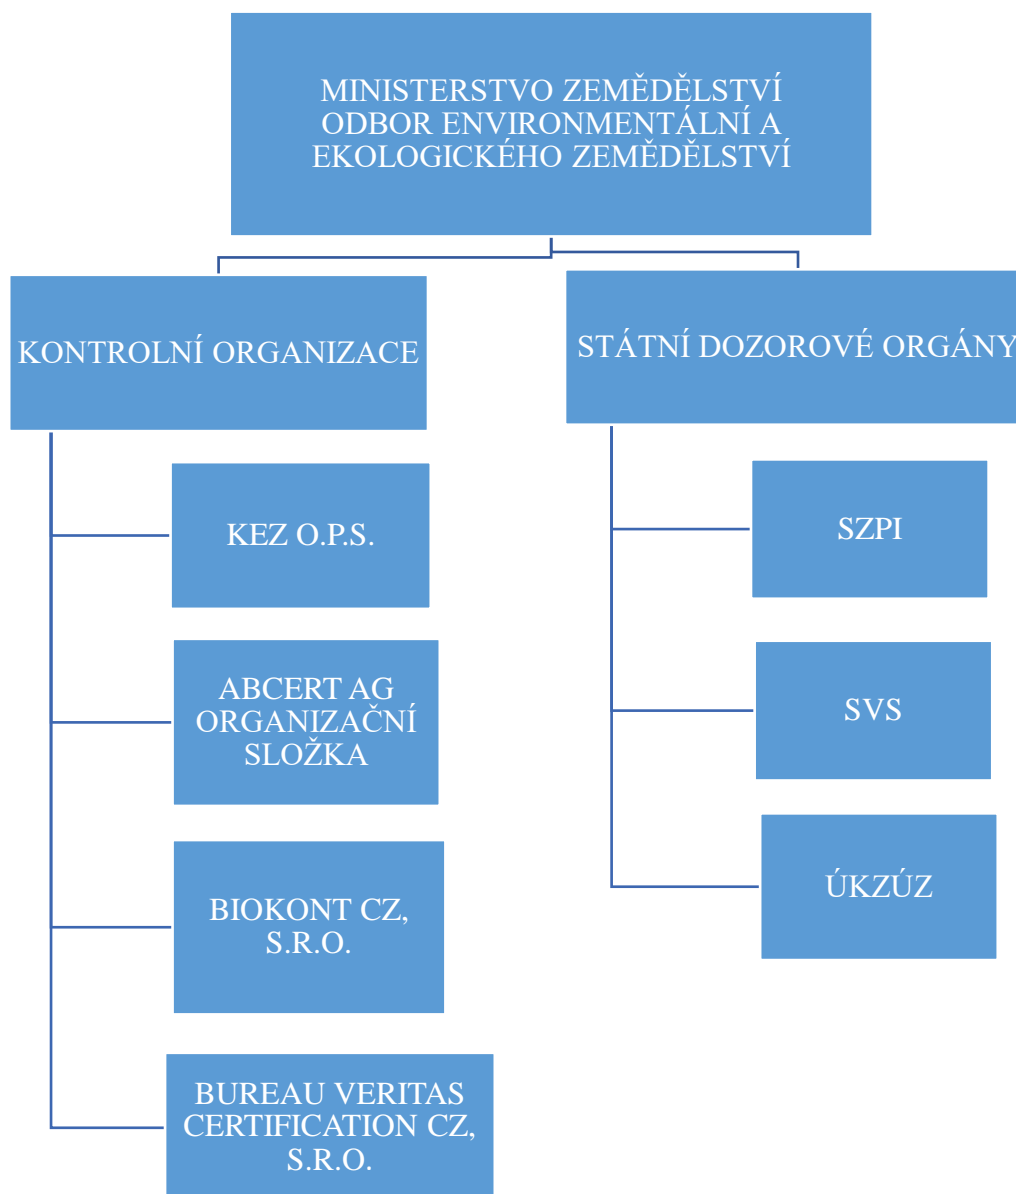 MINISTERSTVO ZEMĚDĚLSTVÍ
ODBOR ENVIRONMENTÁLNÍ A
EKOLOGICKÉHO ZEMĚDĚLSTVÍ
KONTROLNÍ ORGANIZACE
KEZ O.P.S.
ABCERT AG
ORGANIZAČNÍ
SLOŽKA
BIOKONT CZ,
S.R.O.
BUREAU VERITAS
CERTIFICATION CZ,
S.R.O.
STÁTNÍ DOZOROVÉ ORGÁNY
SZPI
SVS
ÚKZÚZ